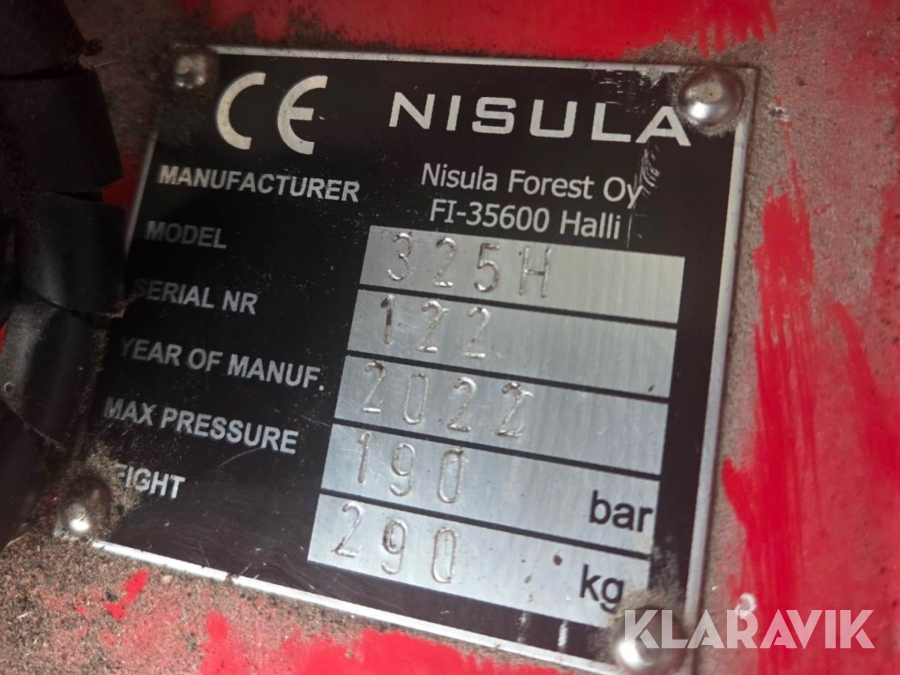 CE NISULA
MANUFACTURER Nisula Forest Oy
FI-35600 Halli
MODEL 325H
SERIAL NR 122
YEAR OF MANUF. 2022
MAX PRESSURE 190 bar
EIGHT 290 kg
KLARAVIK